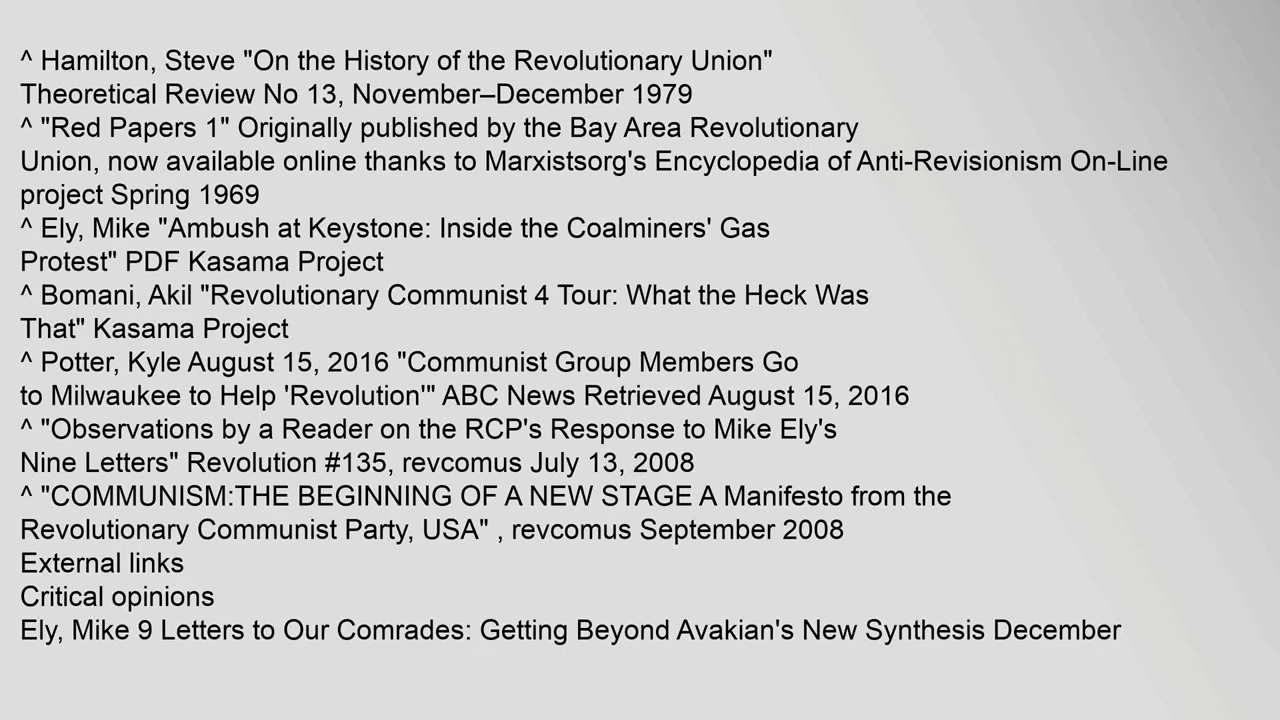 ^ Hamilton, Steve "On the History of the Revolutionary Union"
Theoretical Review No 13, November–December 1979
^ "Red Papers 1" Originally published by the Bay Area Revolutionary
Union, now available online thanks to Marxistsorg's Encyclopedia of Anti-Revisionism On-Line
project Spring 1969
^ Ely, Mike "Ambush at Keystone: Inside the Coalminers' Gas
Protest" PDF Kasama Project
^ Bomani, Akil "Revolutionary Communist 4 Tour: What the Heck Was
That" Kasama Project
^ Potter, Kyle August 15, 2016 "Communist Group Members Go
to Milwaukee to Help 'Revolution'" ABC News Retrieved August 15, 2016
^ "Observations by a Reader on the RCP's Response to Mike Ely's
Nine Letters" Revolution #135, revcomus July 13, 2008
^ "COMMUNISM:THE BEGINNING OF A NEW STAGE A Manifesto from the
Revolutionary Communist Party, USA" , revcomus September 2008
External links
Critical opinions
Ely, Mike 9 Letters to Our Comrades: Getting Beyond Avakian's New Synthesis December